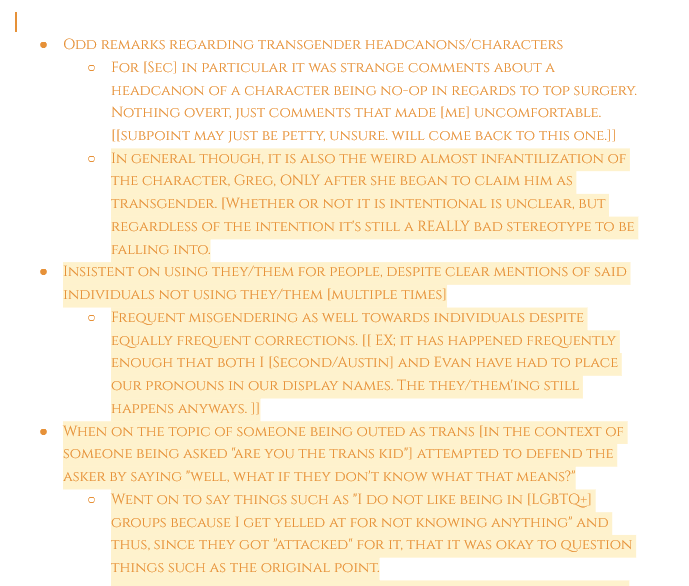 ● Odd remarks regarding transgender headcanons/characters
○ For [Sec] in particular it was strange comments about a
headcanon of a character being no-op in regards to top surgery.
Nothing overt, just comments that made [me] uncomfortable.
[[subpoint may just be petty, unsure. will come back to this one.]]
○ In general though, it is also the weird almost infantilization of
the character, Greg, ONLY after she began to claim him as
transgender. [Whether or not it is intentional is unclear, but
regardless of the intention it's still a REALLY bad stereotype to be
falling into.
● Insistent on using they/them for people, despite clear mentions of said
individuals not using they/them [multiple times]
○ Frequent misgendering as well towards individuals despite
equally frequent corrections. [[ EX; it has happened frequently
enough that both I [Second/Austin] and Evan have had to place
our pronouns in our display names. The they/them'ing still
happens anyways. ]]
● When on the topic of someone being outed as trans [in the context of
someone being asked "are you the trans kid"] attempted to defend the
asker by saying "well, what if they don't know what that means?"
○ Went on to say things such as "I do not like being in [LGBTQ+]
groups because I get yelled at for not knowing anything" and
thus, since they got "attacked" for it, that it was okay to question
things such as the original point.